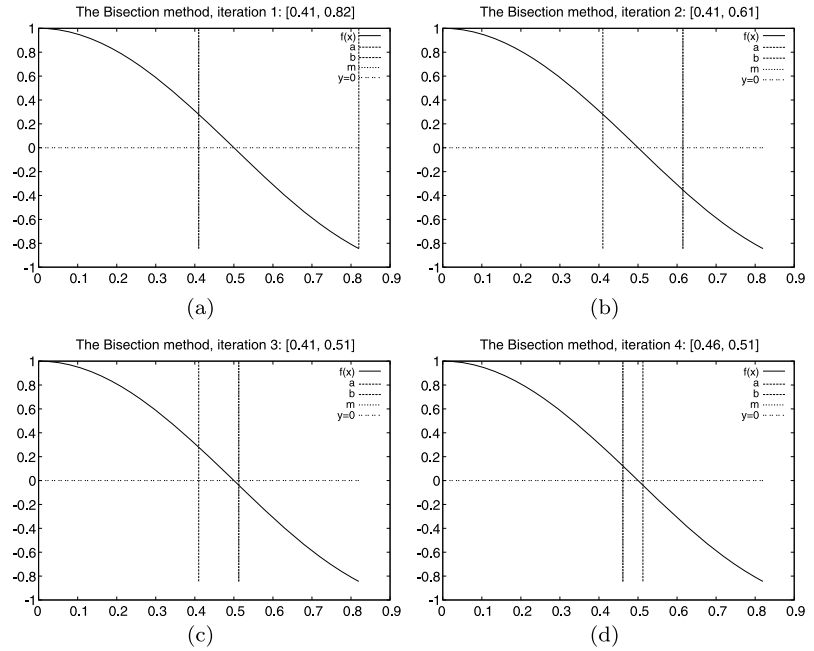 The Bisection method, iteration 1: [0.41, 0.82]
1
0.8
0.6
0.4
0.2
0
-0.2
-0.4
-0.6
-0.8
-1
f(x)
a
b
m
y=0
0 0.1 0.2 0.3 0.4 0.5 0.6 0.7 0.8 0.9
(a)
The Bisection method, iteration 2: [0.41, 0.61]
1
0.8
0.6
0.4
0.2
0
-0.2
-0.4
-0.6
-0.8
-1
f(x)
a
b
m
y=0
0 0.1 0.2 0.3 0.4 0.5 0.6 0.7 0.8 0.9
(b)
The Bisection method, iteration 3: [0.41, 0.51]
1
0.8
0.6
0.4
0.2
0
-0.2
-0.4
-0.6
-0.8
-1
f(x)
a
b
m
y=0
0 0.1 0.2 0.3 0.4 0.5 0.6 0.7 0.8 0.9
(c)
The Bisection method, iteration 4: [0.46, 0.51]
1
0.8
0.6
0.4
0.2
0
-0.2
-0.4
-0.6
-0.8
-1
f(x)
a
b
m
y=0
0 0.1 0.2 0.3 0.4 0.5 0.6 0.7 0.8 0.9
(d)